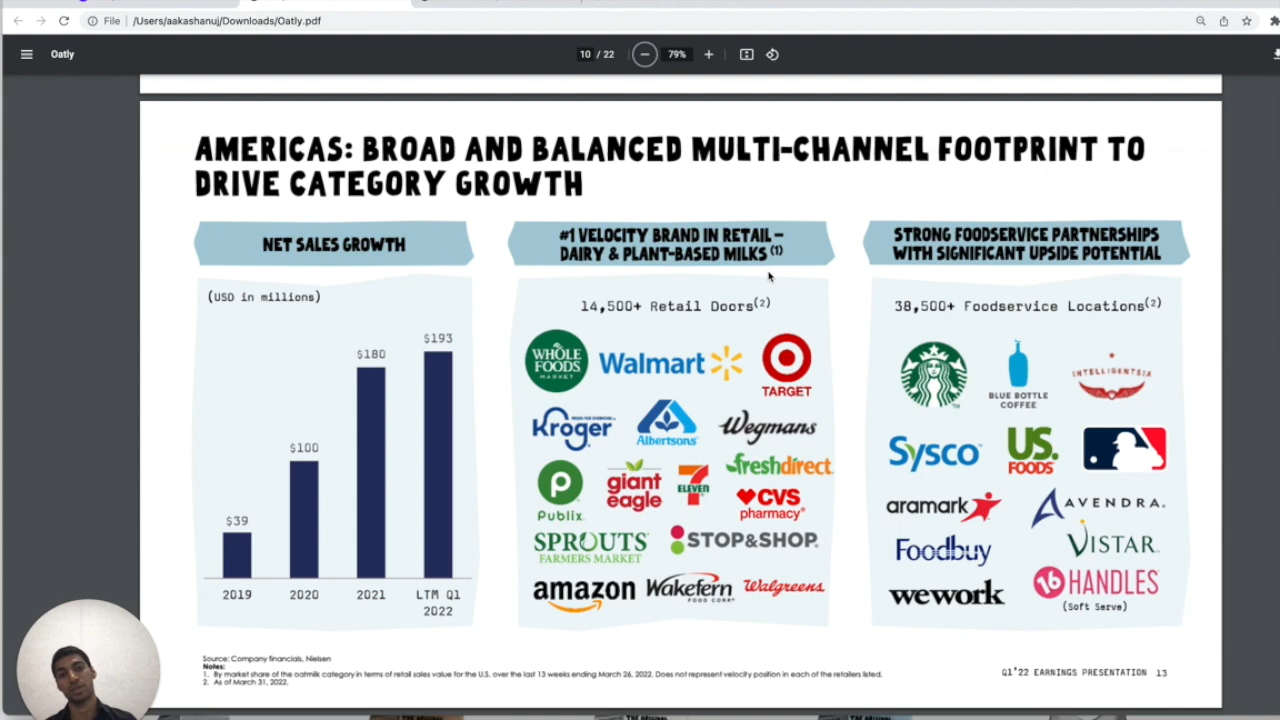 File
/Users/aakashanuj/Downloads/Oatly.pdf
Oatly
10 / 22
79%
AMERICAS: BROAD AND BALANCED MULTI-CHANNEL FOOTPRINT TO
DRIVE CATEGORY GROWTH
NET SALES GROWTH
(USD in millions)
$39
$100
$180
$193
2019
2020
2021
LTM Q1
2022
#1 VELOCITY BRAND IN RETAIL –
DAIRY & PLANT-BASED MILKS (1)
14,500+ Retail Doors(2)
WHOLE
FOODS
MARKET
Walmart
TARGET
Kroger
Albertsons
Wegmans
Publix
giant
eagle
ELEVEN
freshdirect
CVS
pharmacy
SPROUTS
FARMERS MARKET
STOP&SHOP
amazon
Wakefern
FOOD CORP
Walgreens
STRONG FOODSERVICE PARTNERSHIPS
WITH SIGNIFICANT UPSIDE POTENTIAL
38,500+ Foodservice Locations(2)
BLUE BOTTLE
COFFEE
INTELLIGENTSIA
Sysco
US.
FOODS
aramark
AVENDRA
Foodbuy
VISTAR
wework
16 HANDLES
(Soft Serve)
Source: Company financials, Nielsen
Notes:
1. By market share of the oatmilk category in terms of retail sales value for the U.S. over the last 13 weeks ending March 26, 2022. Does not represent velocity position in each of the retailers listed.
2. As of March 31, 2022.
Q1'22 EARNINGS PRESENTATION 13